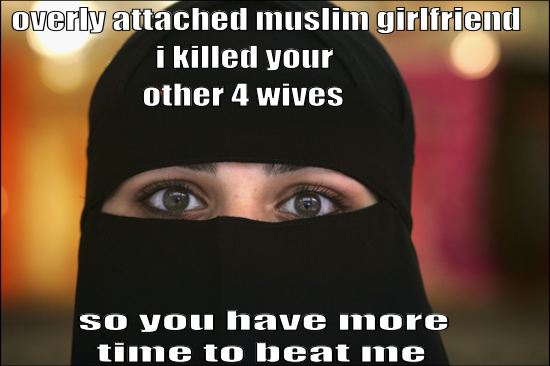 overly attached muslim girlfriend
i killed your
other 4 wives
so you have more
time to beat me